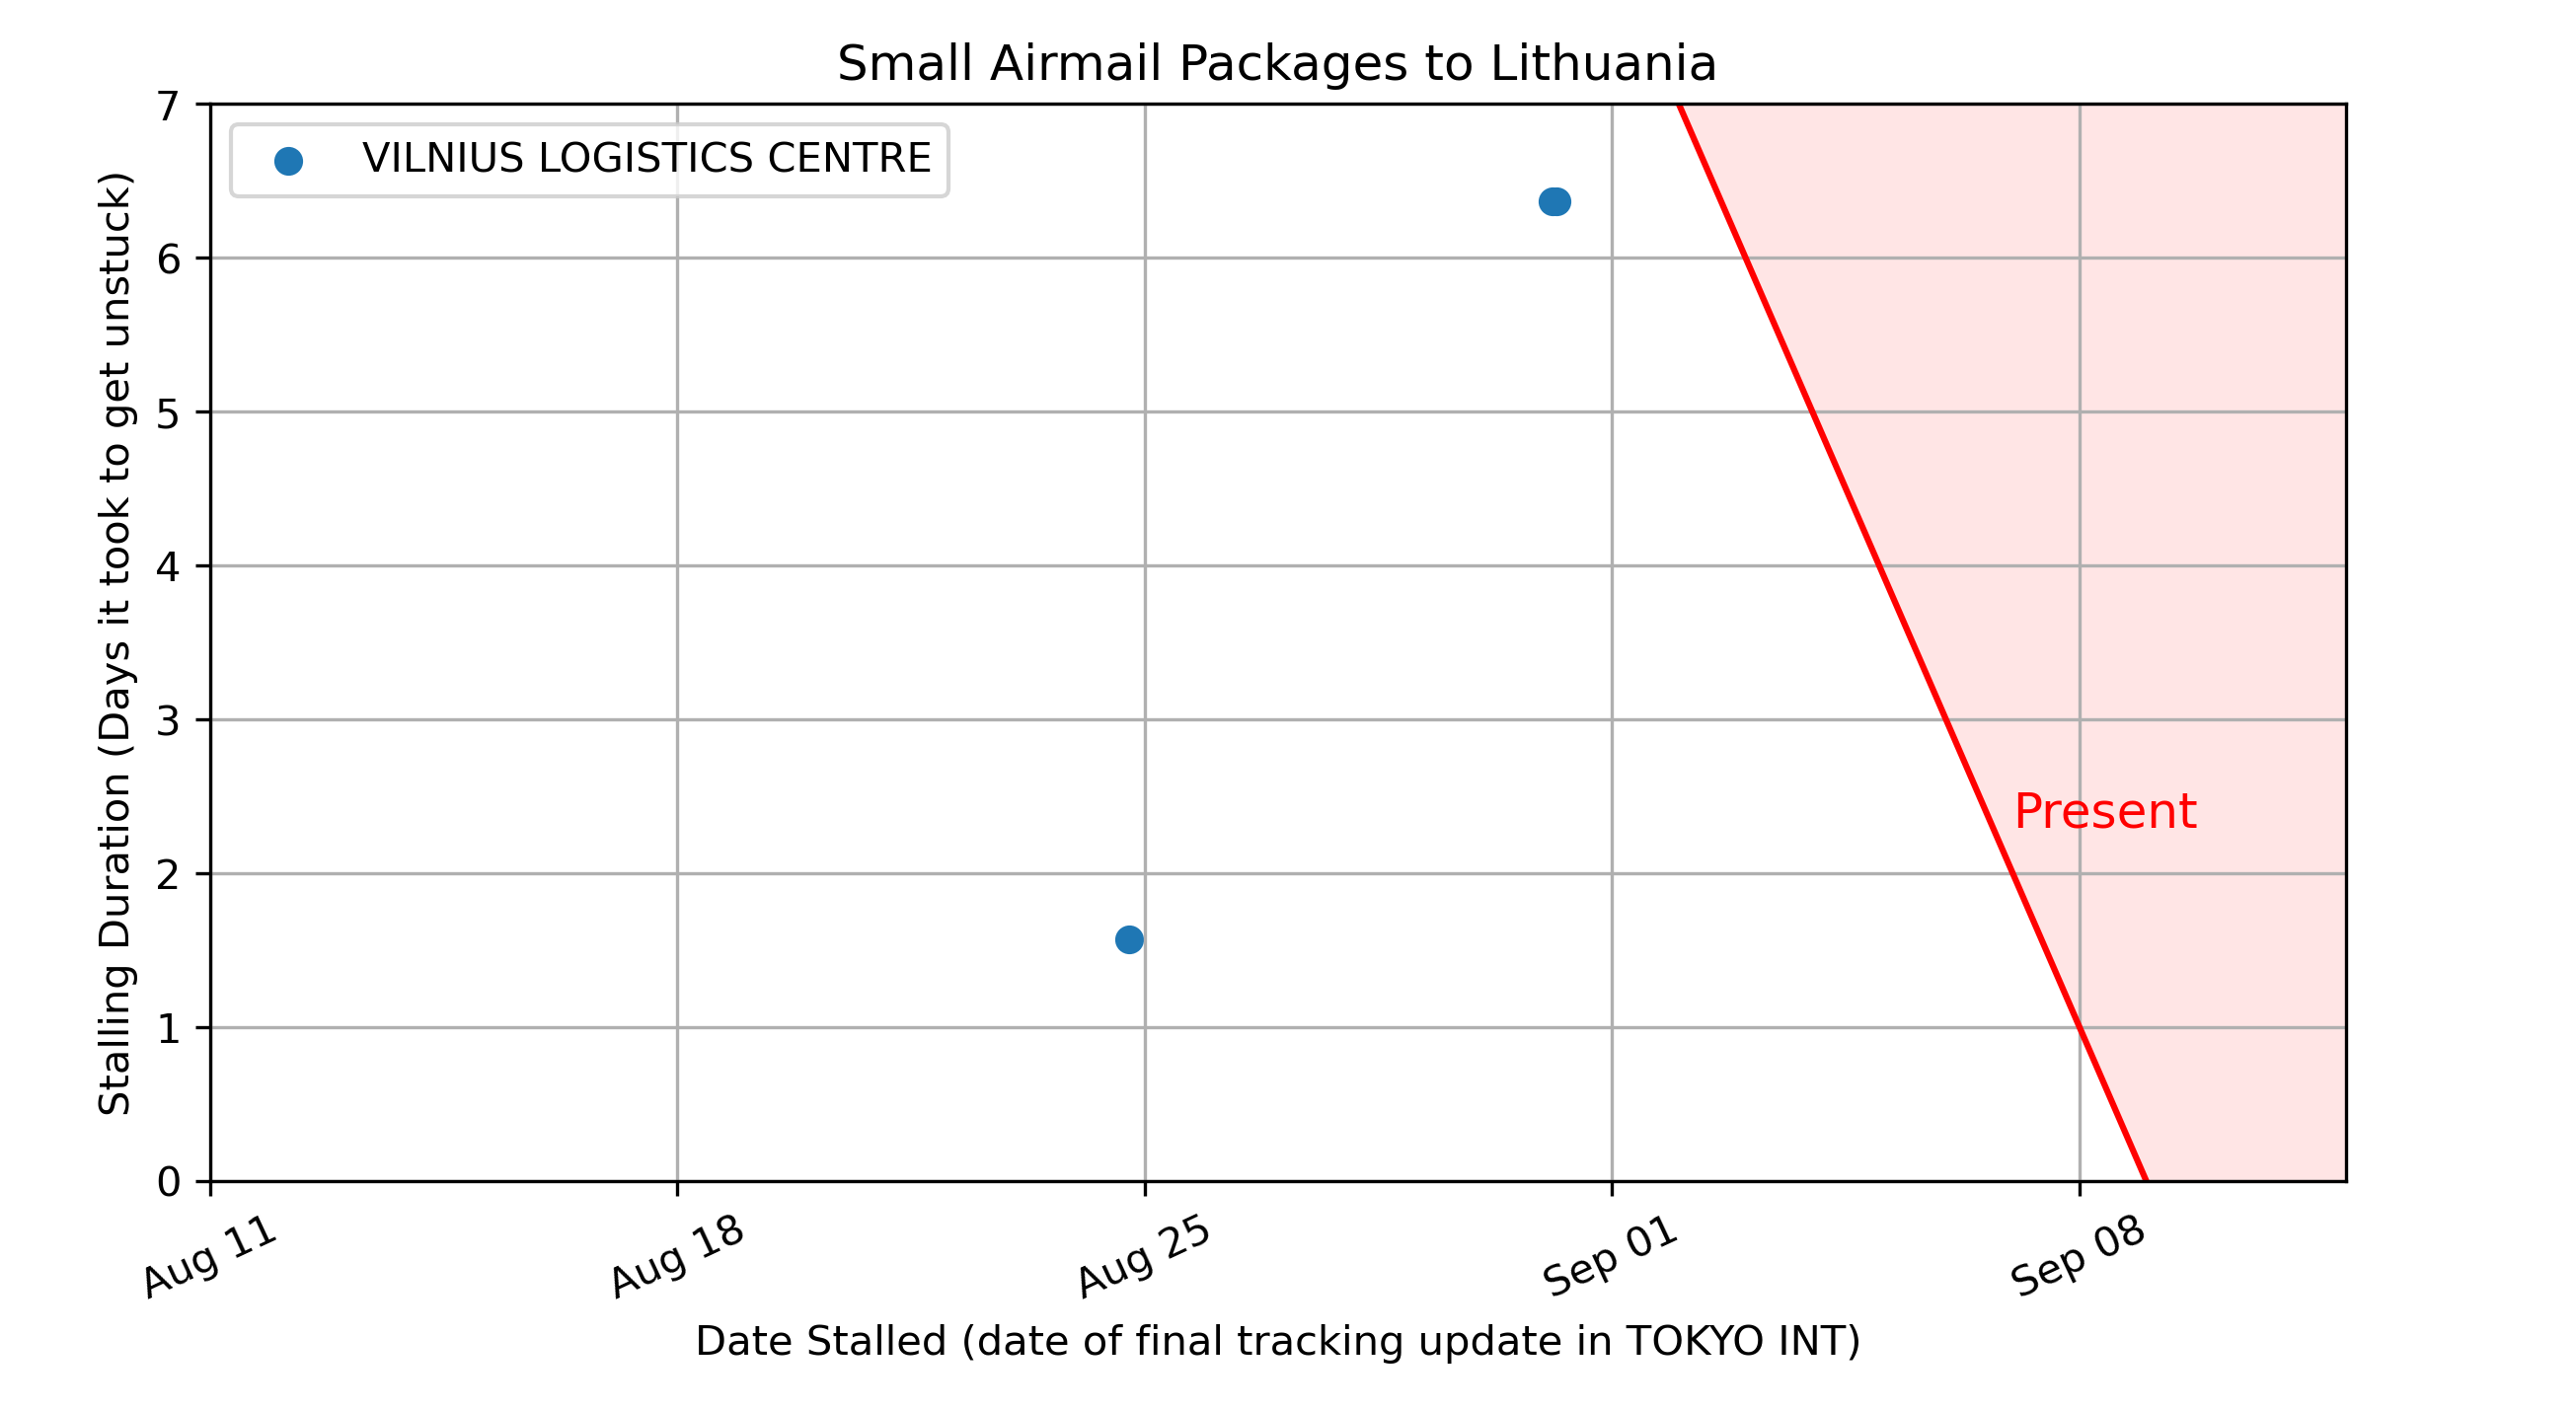 Small Airmail Packages to Lithuania
VILNIUS LOGISTICS CENTRE
Stalling Duration (Days it took to get unstuck)
7
6
5
4
3
2
1
0
Present
Aug 11
Aug 18
Aug 25
Sep 01
Sep 08
Date Stalled (date of final tracking update in TOKYO INT)